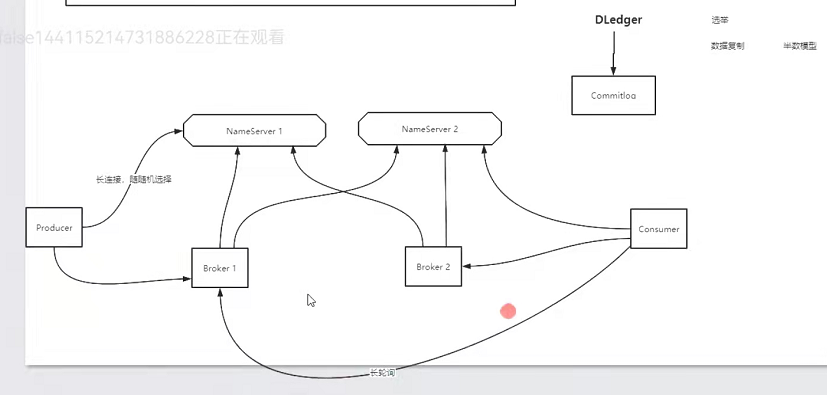 false144115214731886228正在观看
DLedger
选举
数据复制
半数模型
Commitlog
NameServer 1
NameServer 2
长连接，随随机选择
Producer
Consumer
Broker 1
Broker 2
长轮询